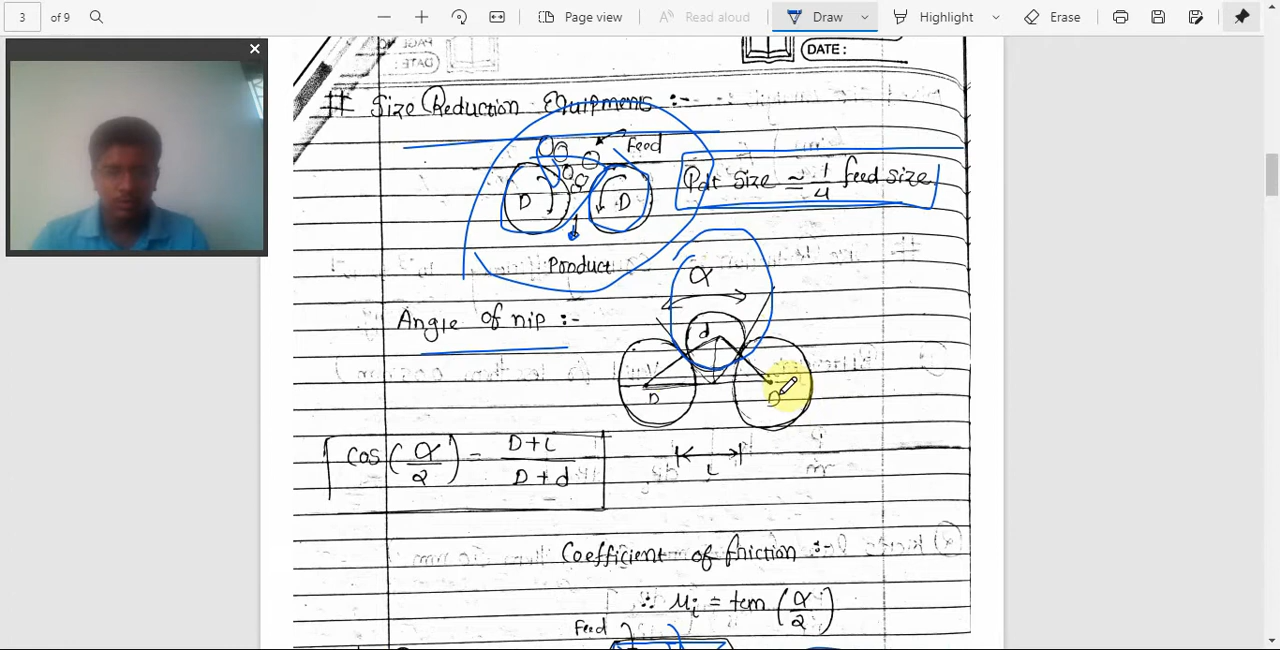 3 of 9 Page view Read aloud Draw Highlight Erase
DATE:
# Size Reduction Equipments :-
Feed
D D
Pdt Size ≃ 1/4 feed size
Product
α
Angle of nip :-
d
D D
Cos (α/2) = D+L / D+d
L
Coefficient of friction :-
∴ μi = tan (α/2)
Feed